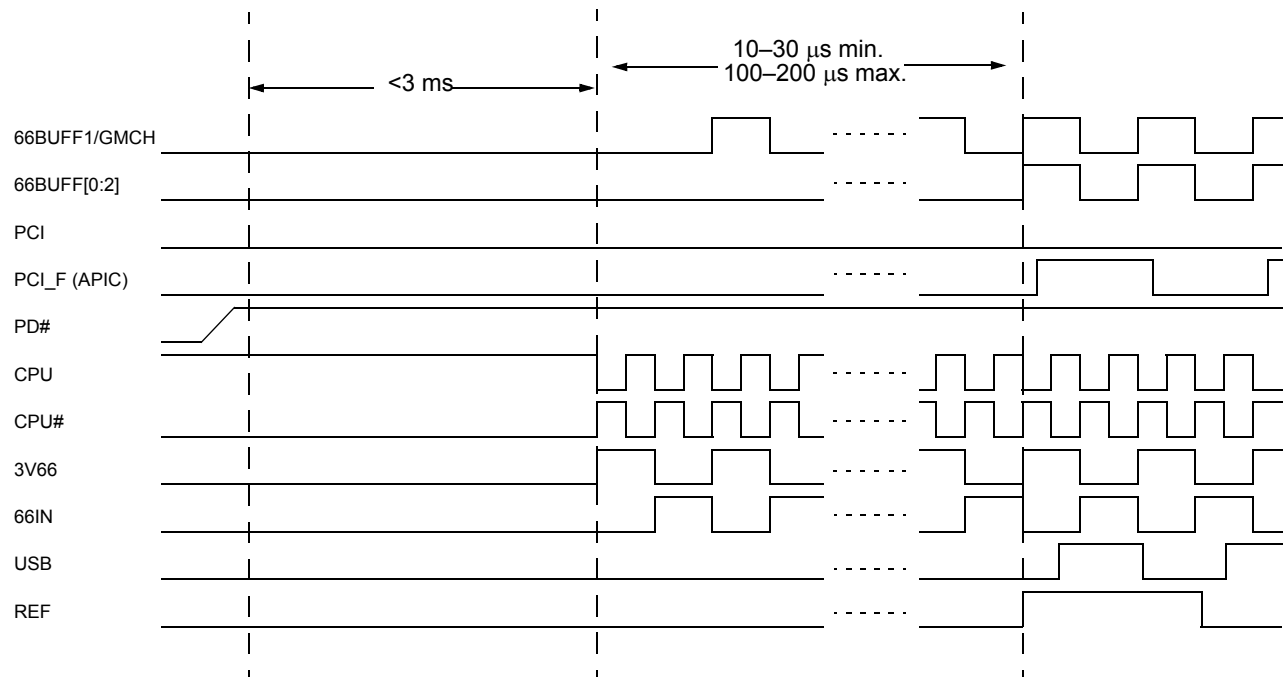 10–30 μs min.
100–200 μs max.
<3 ms
66BUFF1/GMCH
66BUFF[0:2]
PCI
PCI_F (APIC)
PD#
CPU
CPU#
3V66
66IN
USB
REF